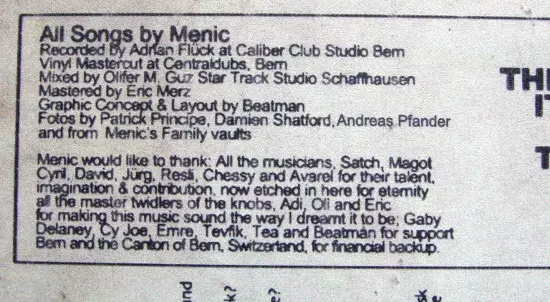 All Songs by Menic
Recorded by Adrian Flück at Caliber Club Studio Bern
Vinyl Mastercut at Centraldubs, Bern
Mixed by Olifer M. Guz Star Track Studio Schaffhausen
Mastered by Eric Merz
Graphic Concept & Layout by Beatman
Fotos by Patrick Principe, Damien Shatford, Andreas Pfander
and from Menic's Family vaults
Menic would like to thank: All the musicians, Satch, Magot
Cyril, David, Jürg, Resli, Chessy and Avarel for their talent,
imagination & contribution, now etched in here for eternity
all the master twidlers of the knobs, Adi, Oli and Eric
for making this music sound the way I dreamt it to be, Gaby
Delaney, Cy Joe, Emre, Tevfik, Tea and Beatman for support
Bern and the Canton of Bern, Switzerland, for financial backup.